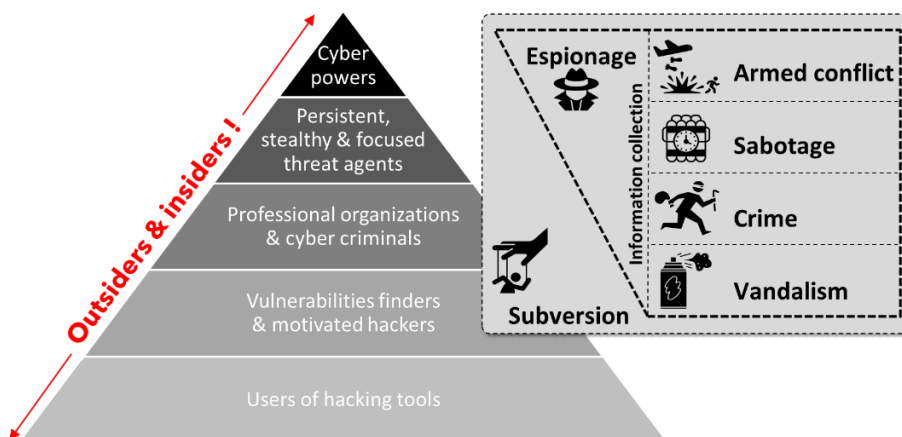 Outsiders & insiders !
Cyber
powers
Persistent,
stealthy & focused
threat agents
Professional organizations
& cyber criminals
Vulnerabilities finders
& motivated hackers
Users of hacking tools
Espionage
Subversion
Information collection
Armed conflict
Sabotage
Crime
Vandalism